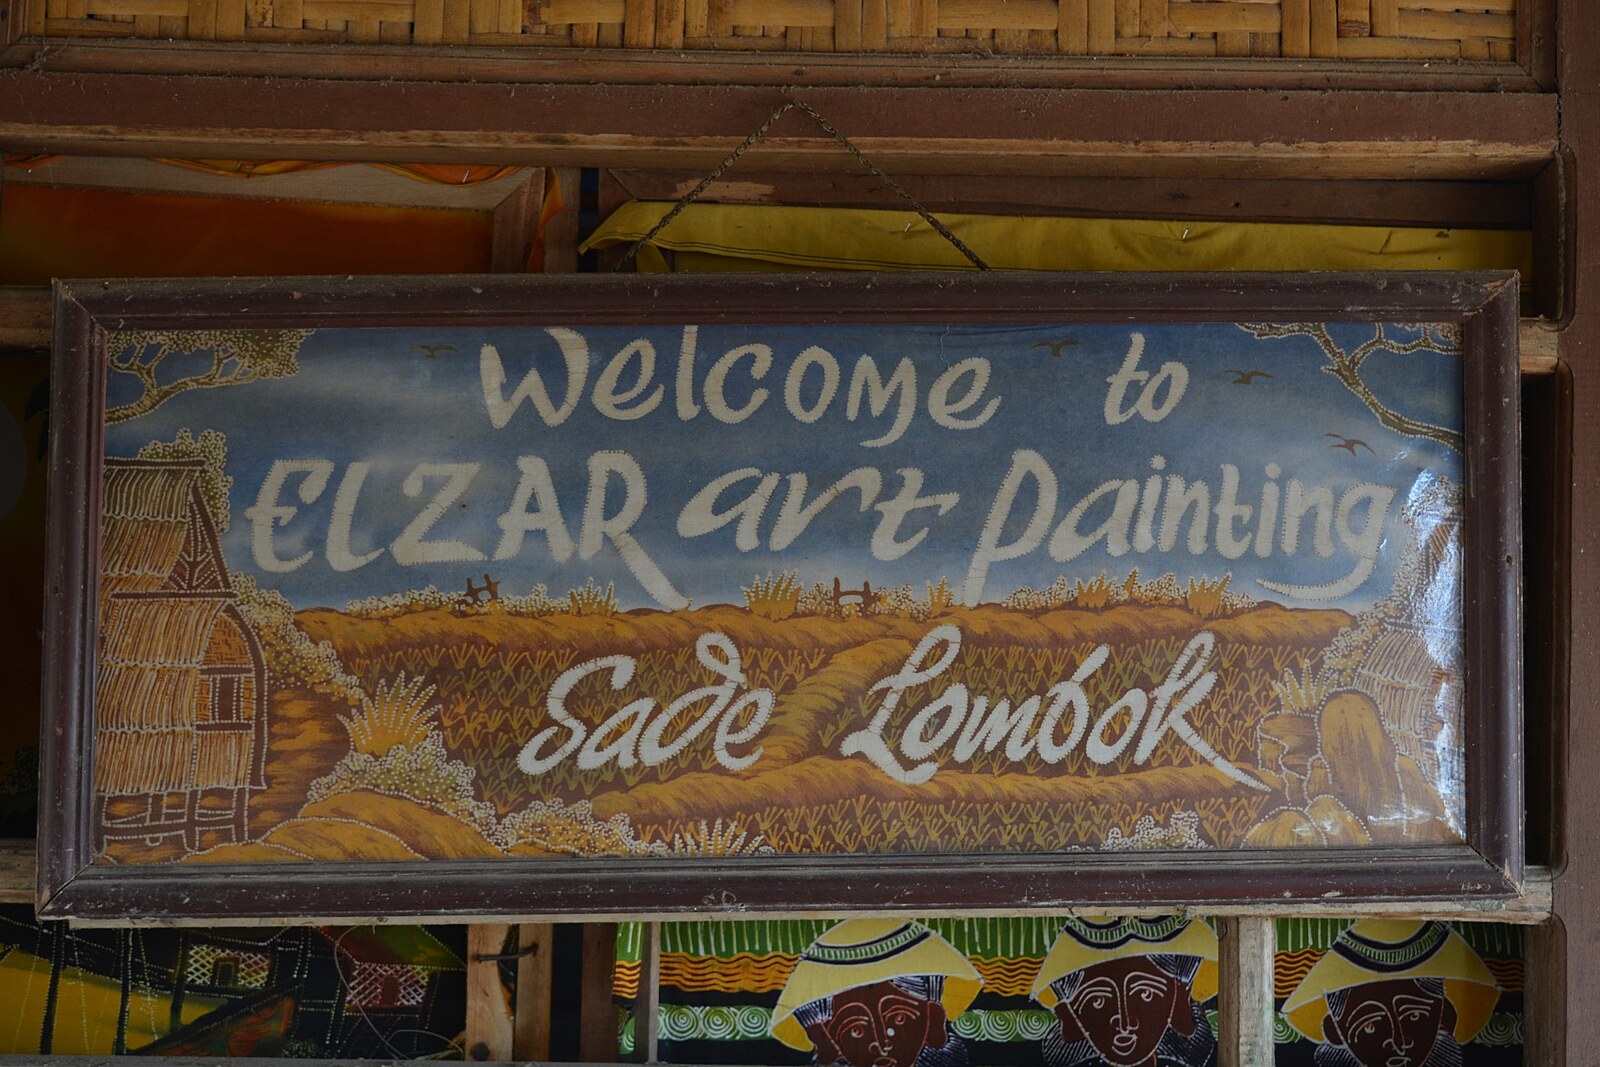 Welcome to
ELZAR art painting
Sade Lombok